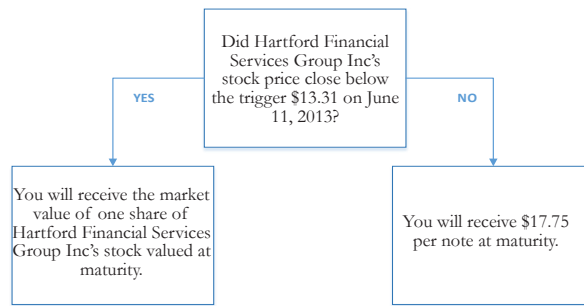 Did Hartford Financial
Services Group Inc's
stock price close below
the trigger $13.31 on June
11, 2013?
YES
NO
You will receive the market
value of one share of
Hartford Financial Services
Group Inc's stock valued at
maturity.
You will receive $17.75
per note at maturity.